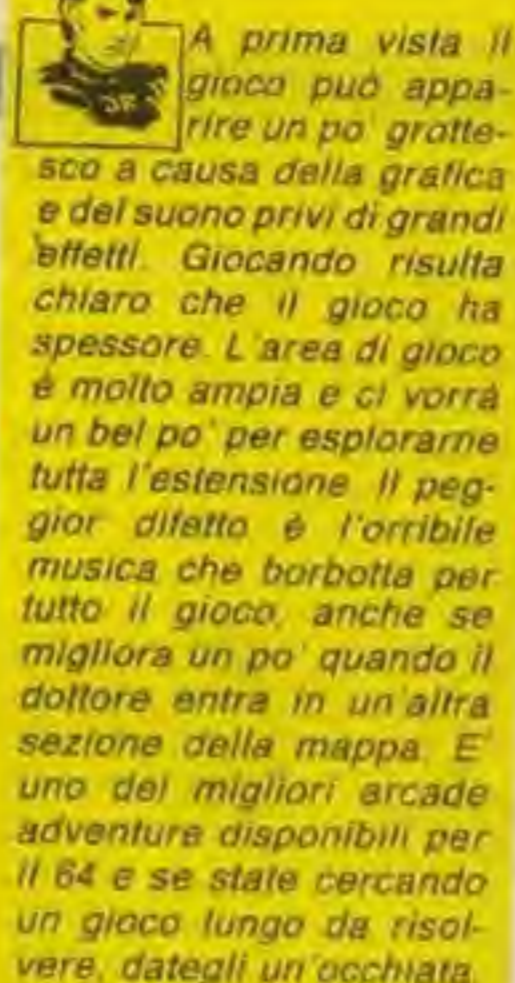 JR
A prima vista il
gioco può appa-
rire un po' grotte-
sco a causa della grafica
e del suono privi di grandi
effetti. Giocando risulta
chiaro che il gioco ha
spessore. L'area di gioco
è molto ampia e ci vorrà
un bel po' per esplorarne
tutta l'estensione. Il peg-
gior difetto è l'orribile
musica che borbotta per
tutto il gioco, anche se
migliora un po' quando il
dottore entra in un'altra
sezione della mappa. E'
uno dei migliori arcade
adventure disponibili per
il 64 e se state cercando
un gioco lungo da risol-
vere, dategli un'occhiata.